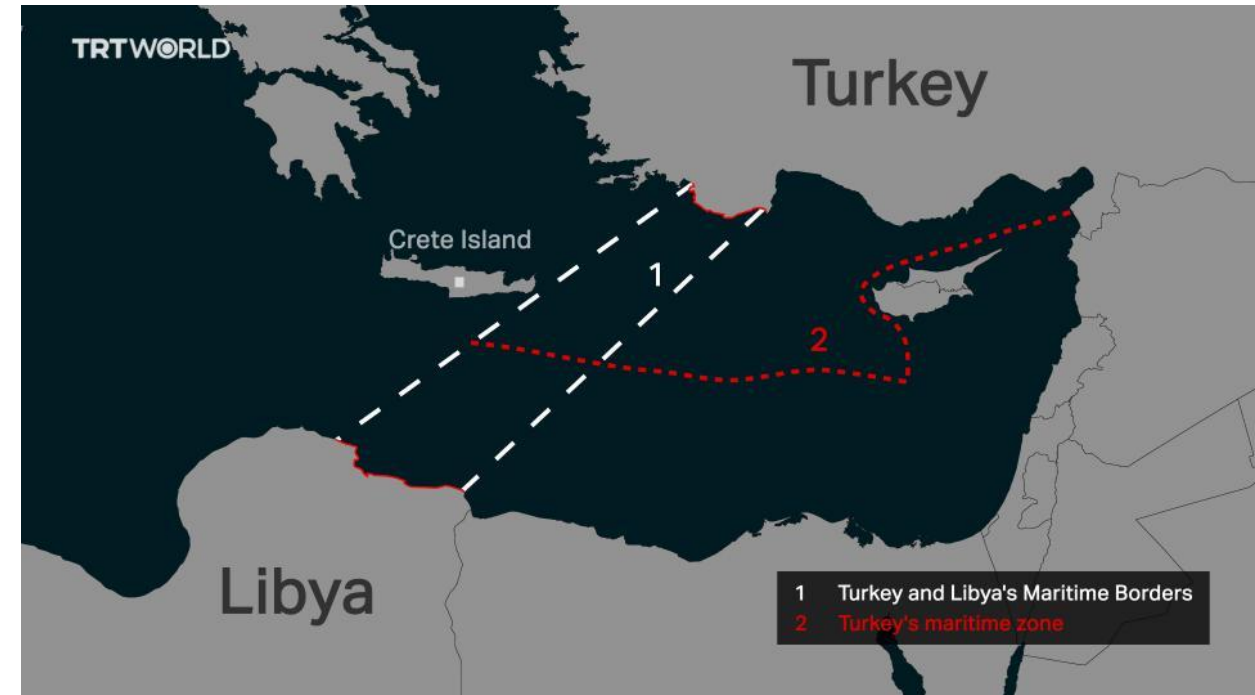 TRTWORLD
Turkey
Crete Island
1
2
Libya
1 Turkey and Libya's Maritime Borders
2 Turkey's maritime zone